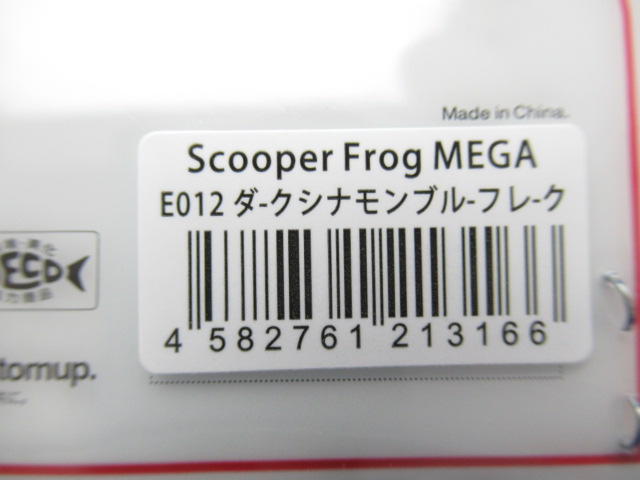 Made in China.
Scooper Frog MEGA
E012 ダ-クシナモンブル-フレ-ク
4 582761 213166
ECO
tomup.